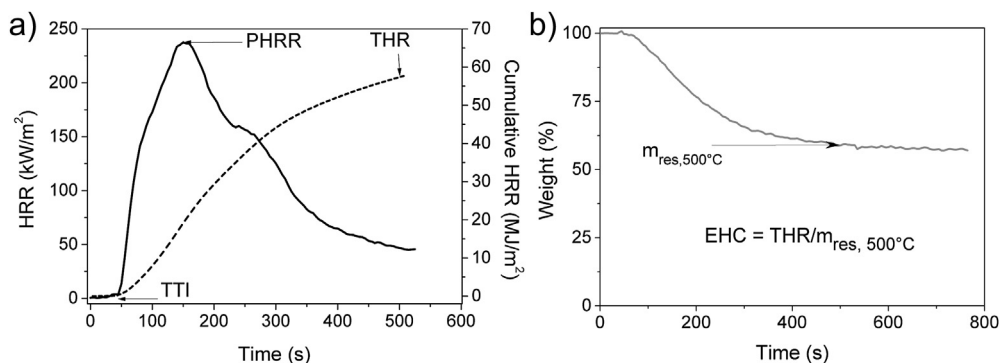 a)
HRR (kW/m²)
250
200
150
100
50
0
PHRR
THR
TTI
70
60
50
40
30
20
10
0
Cumulative HRR (MJ/m²)
0 100 200 300 400 500 600
Time (s)
b)
Weight (%)
100
75
50
25
0
m_res,500°C
EHC = THR/m_res, 500°C
0 200 400 600 800
Time (s)